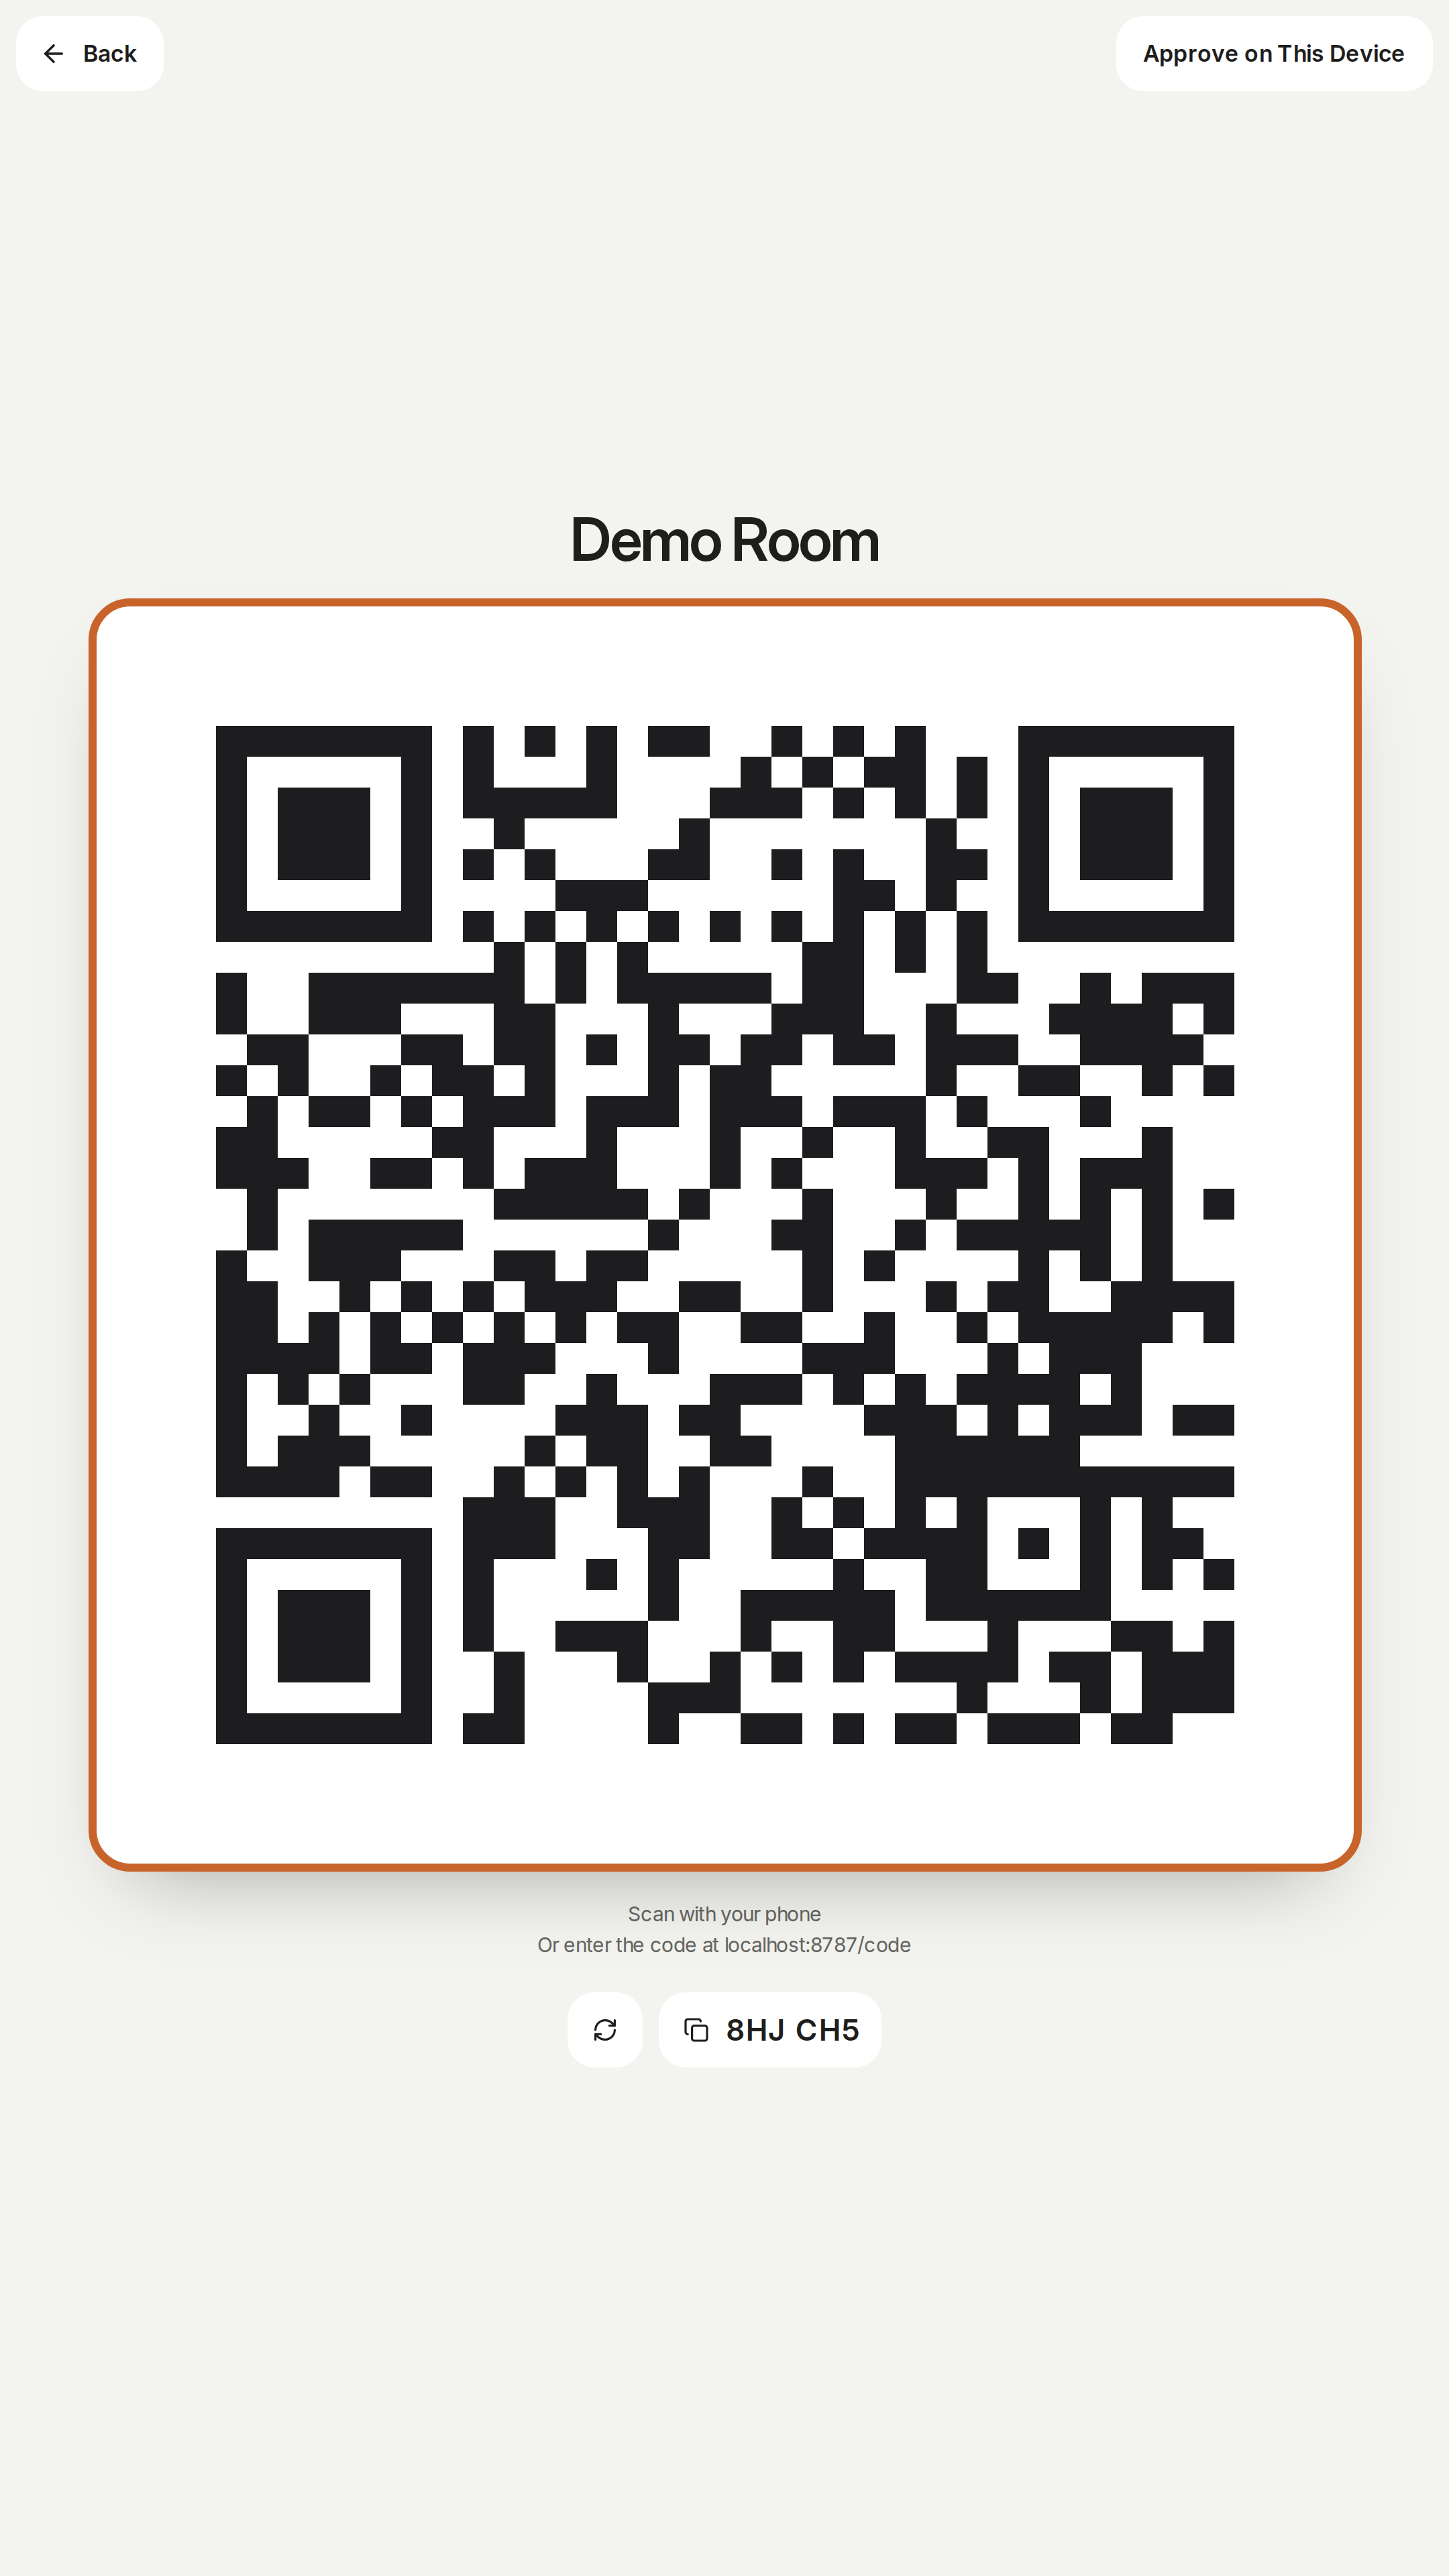 Back
Approve on This Device
Demo Room
Scan with your phone
Or enter the code at localhost:8787/code
8HJ CH5